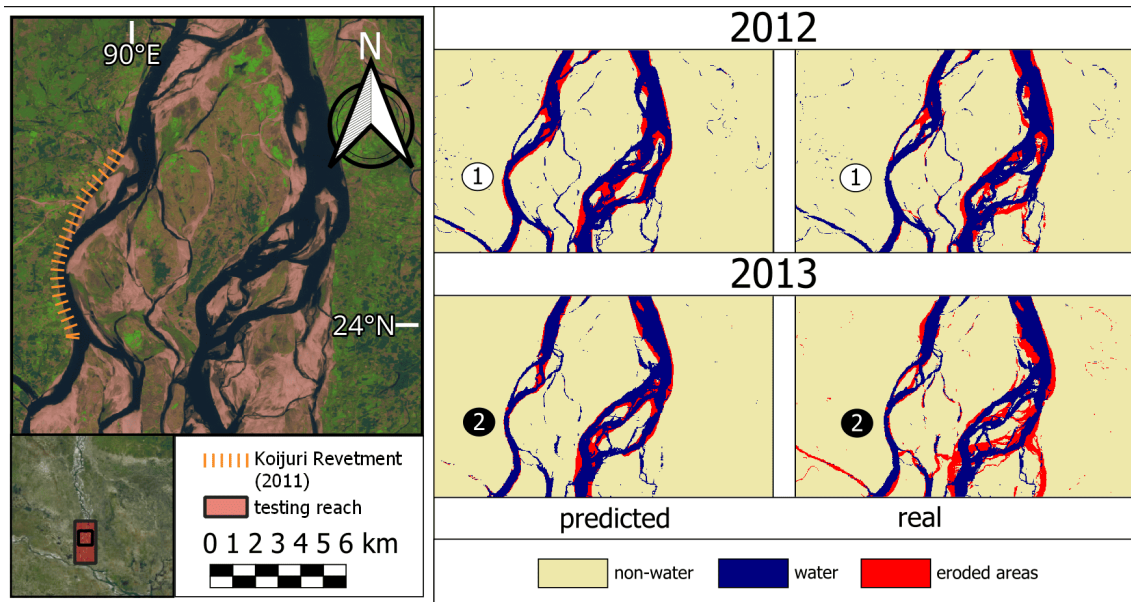 90°E
N
24°N
Koijuri Revetment
(2011)
testing reach
0 1 2 3 4 5 6 km
2012
1
1
2013
2
2
predicted
real
non-water
water
eroded areas